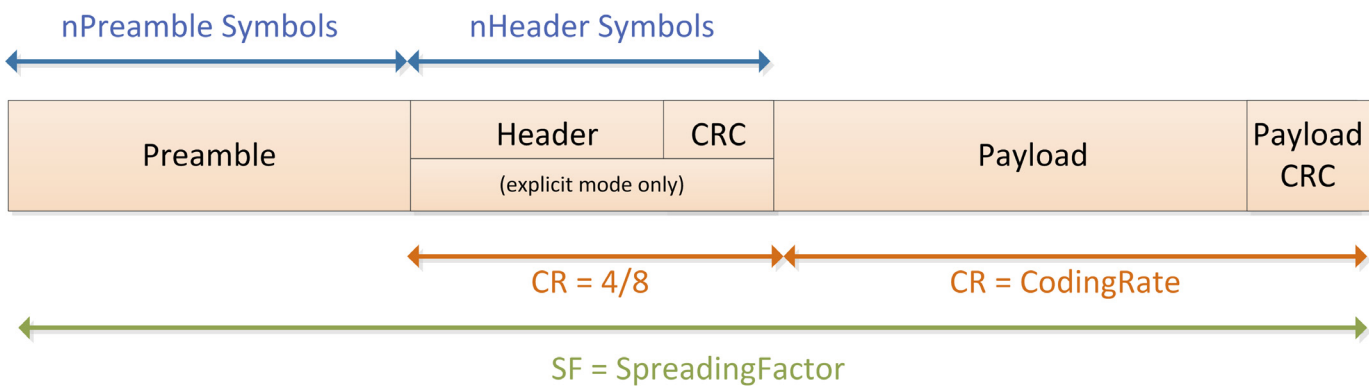 nPreamble Symbols
nHeader Symbols
Preamble
Header
CRC
(explicit mode only)
Payload
Payload
CRC
CR = 4/8
CR = CodingRate
SF = SpreadingFactor